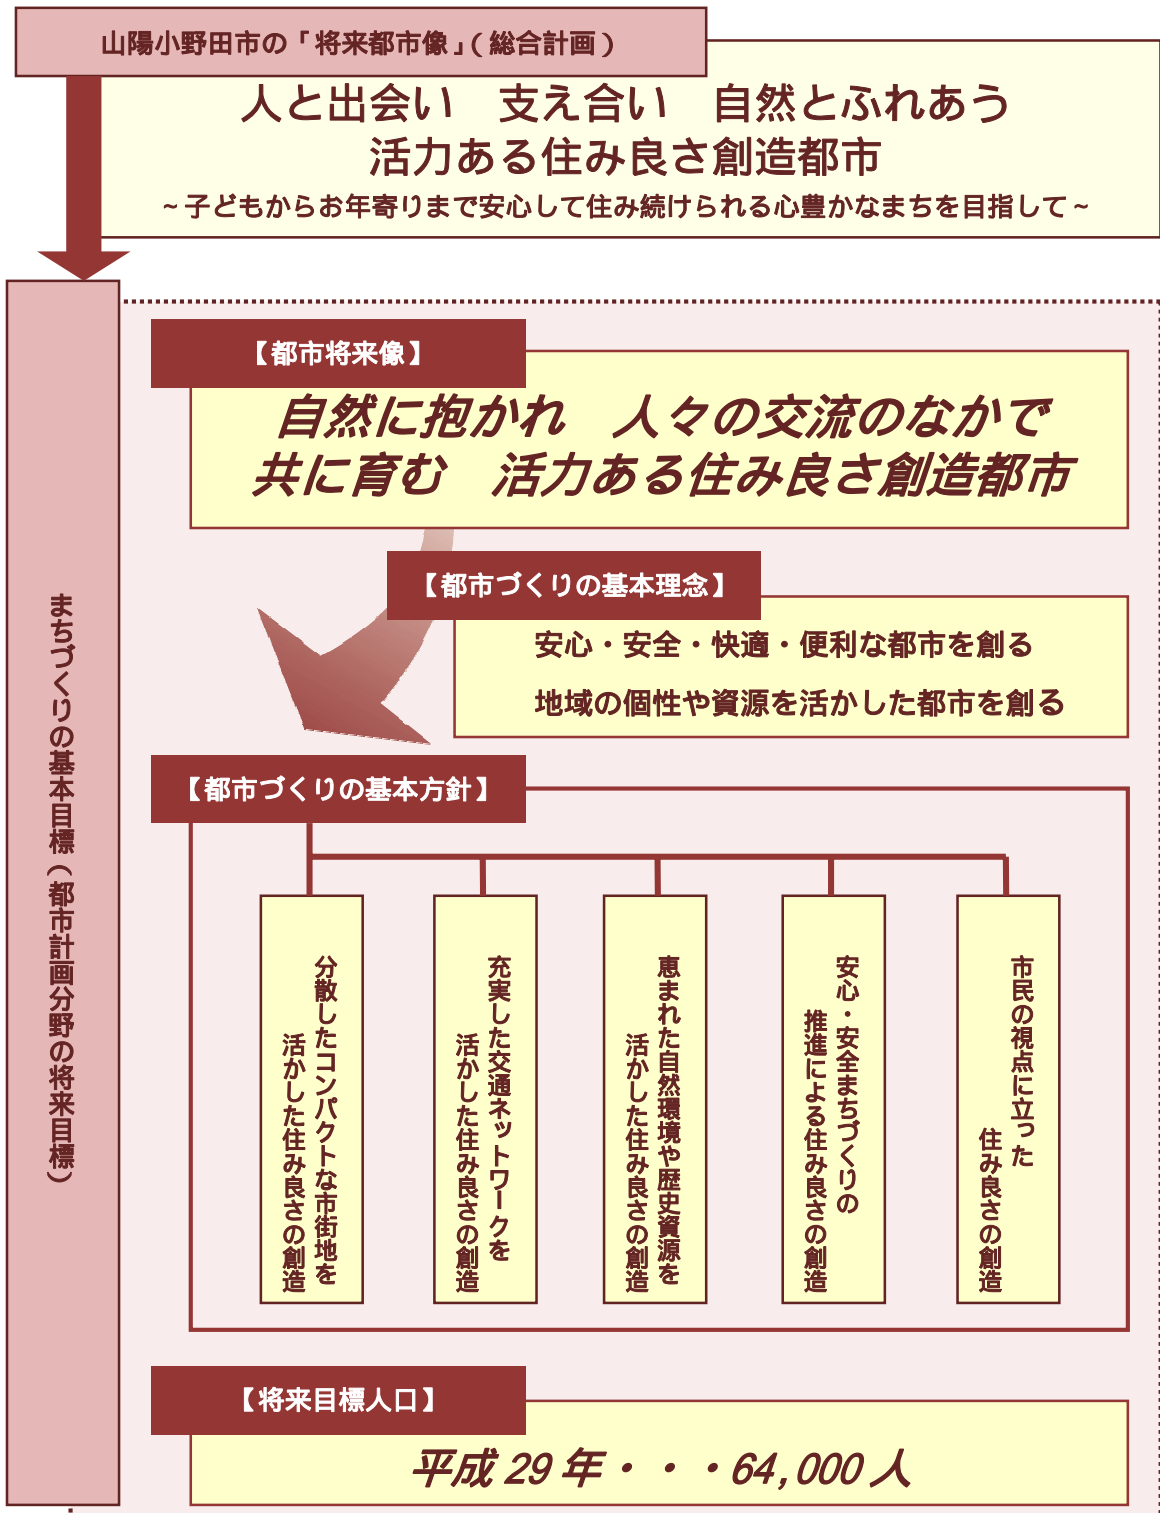 山陽小野田市の「将来都市像」（総合計画）
人と出会い　支え合い　自然とふれあう
活力ある住み良さ創造都市
～子どもからお年寄りまで安心して住み続けられる心豊かなまちを目指して～
まちづくりの基本目標（都市計画分野の将来目標）
【都市将来像】
自然に抱かれ　人々の交流のなかで
共に育む　活力ある住み良さ創造都市
【都市づくりの基本理念】
安心・安全・快適・便利な都市を創る
地域の個性や資源を活かした都市を創る
【都市づくりの基本方針】
分散したコンパクトな市街地を
活かした住み良さの創造
充実した交通ネットワークを
活かした住み良さの創造
恵まれた自然環境や歴史資源を
活かした住み良さの創造
安心・安全まちづくりの
推進による住み良さの創造
市民の視点に立った
住み良さの創造
【将来目標人口】
平成 29 年・・・64,000 人